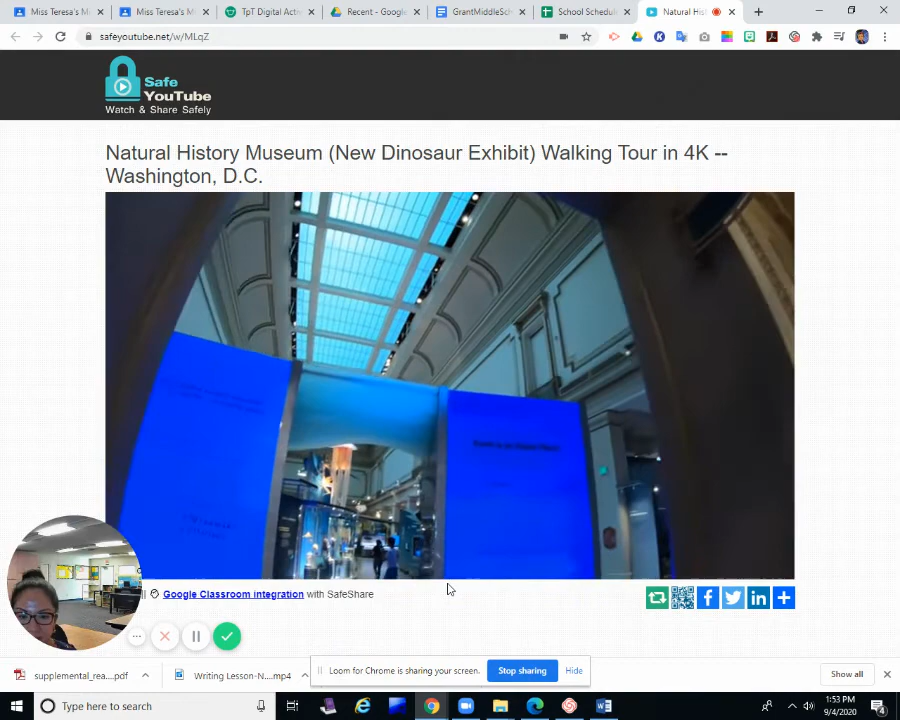 Miss Teresa's M
Miss Teresa's M
TpT Digital Activ
Recent - Google
GrantMiddleSch
School Schedul
Natural Hist
safeyoutube.net/w/MLqZ
Safe
YouTube
Watch & Share Safely
Natural History Museum (New Dinosaur Exhibit) Walking Tour in 4K --
Washington, D.C.
Google Classroom integration with SafeShare
supplemental_rea....pdf
Writing Lesson-N....mp4
Loom for Chrome is sharing your screen.
Stop sharing
Hide
Show all
Type here to search
1:53 PM
9/4/2020
4